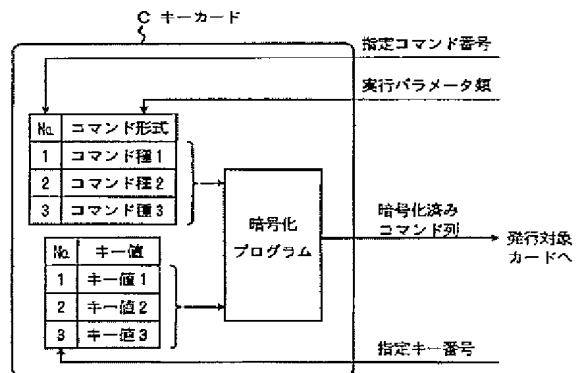 C キーカード
指定コマンド番号
実行パラメータ類
No. コマンド形式
1 コマンド種1
2 コマンド種2
3 コマンド種3
暗号化
プログラム
暗号化済み
コマンド列
発行対象
カードへ
No. キー値
1 キー値1
2 キー値2
3 キー値3
指定キー番号